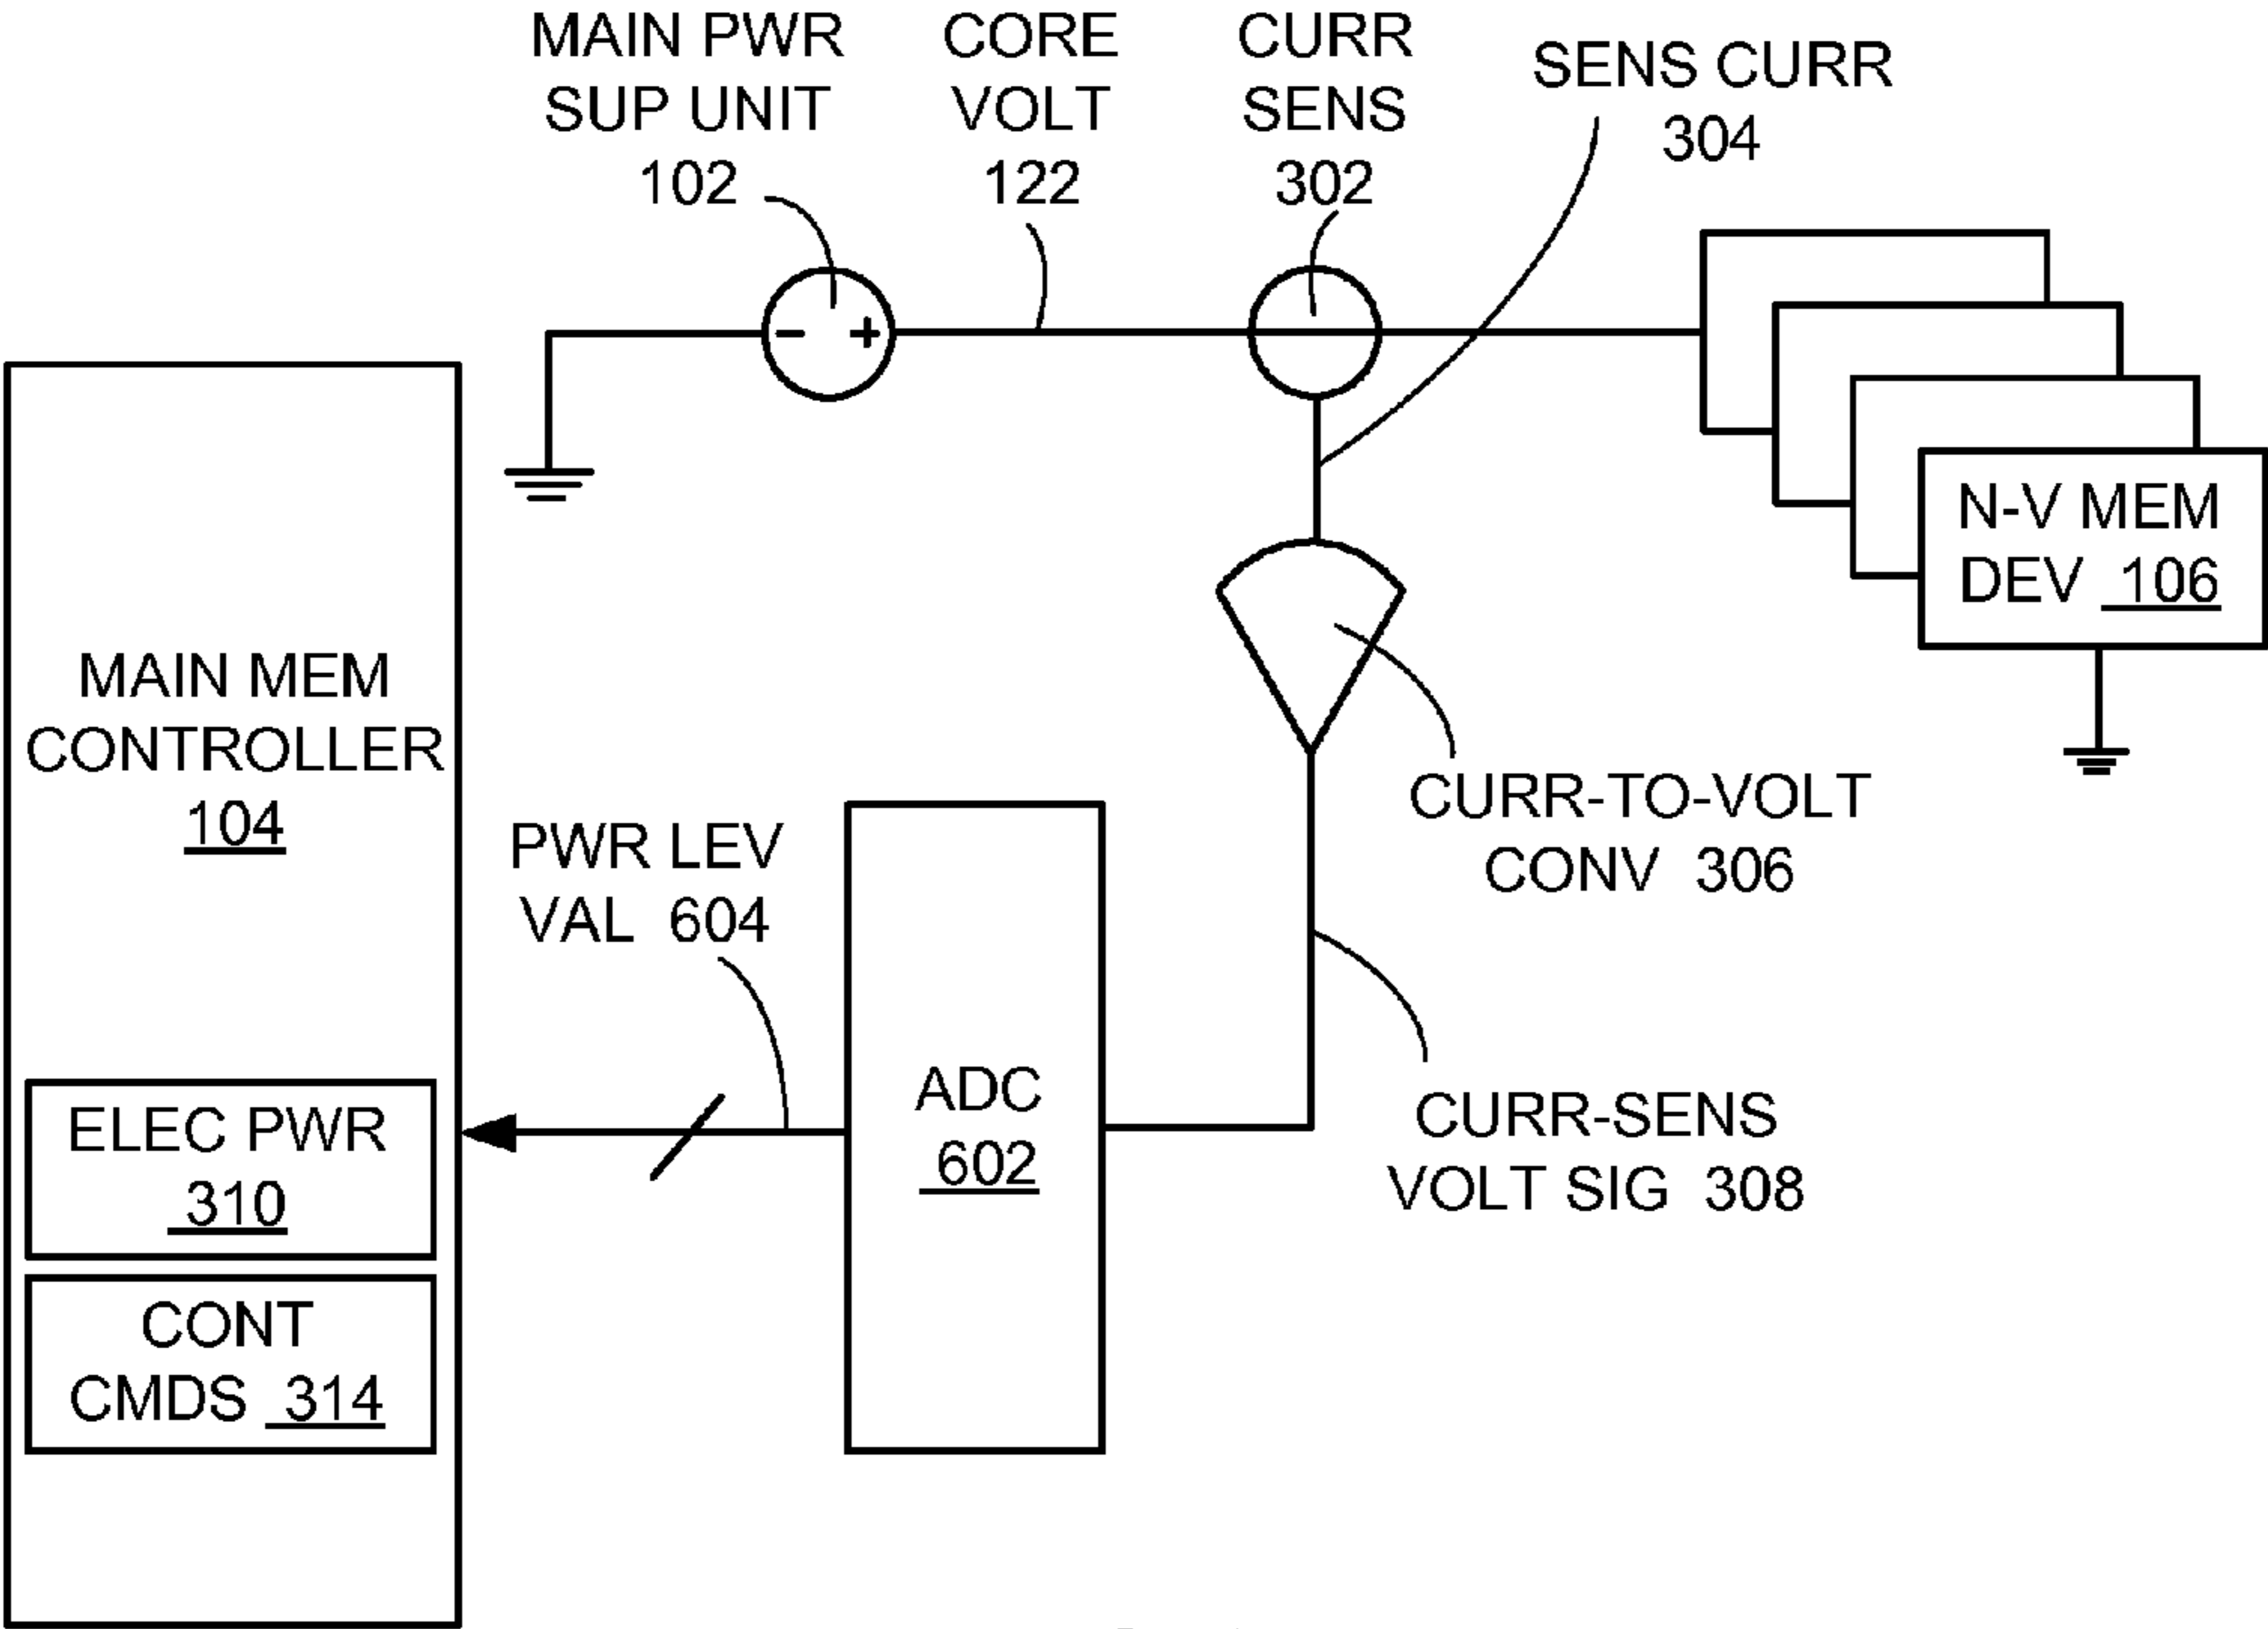 MAIN PWR
SUP UNIT
102
CORE
VOLT
122
CURR
SENS
302
SENS CURR
304
- +
N-V MEM
DEV 106
MAIN MEM
CONTROLLER
104
CURR-TO-VOLT
CONV 306
PWR LEV
VAL 604
ADC
602
CURR-SENS
VOLT SIG 308
ELEC PWR
310
CONT
CMDS 314